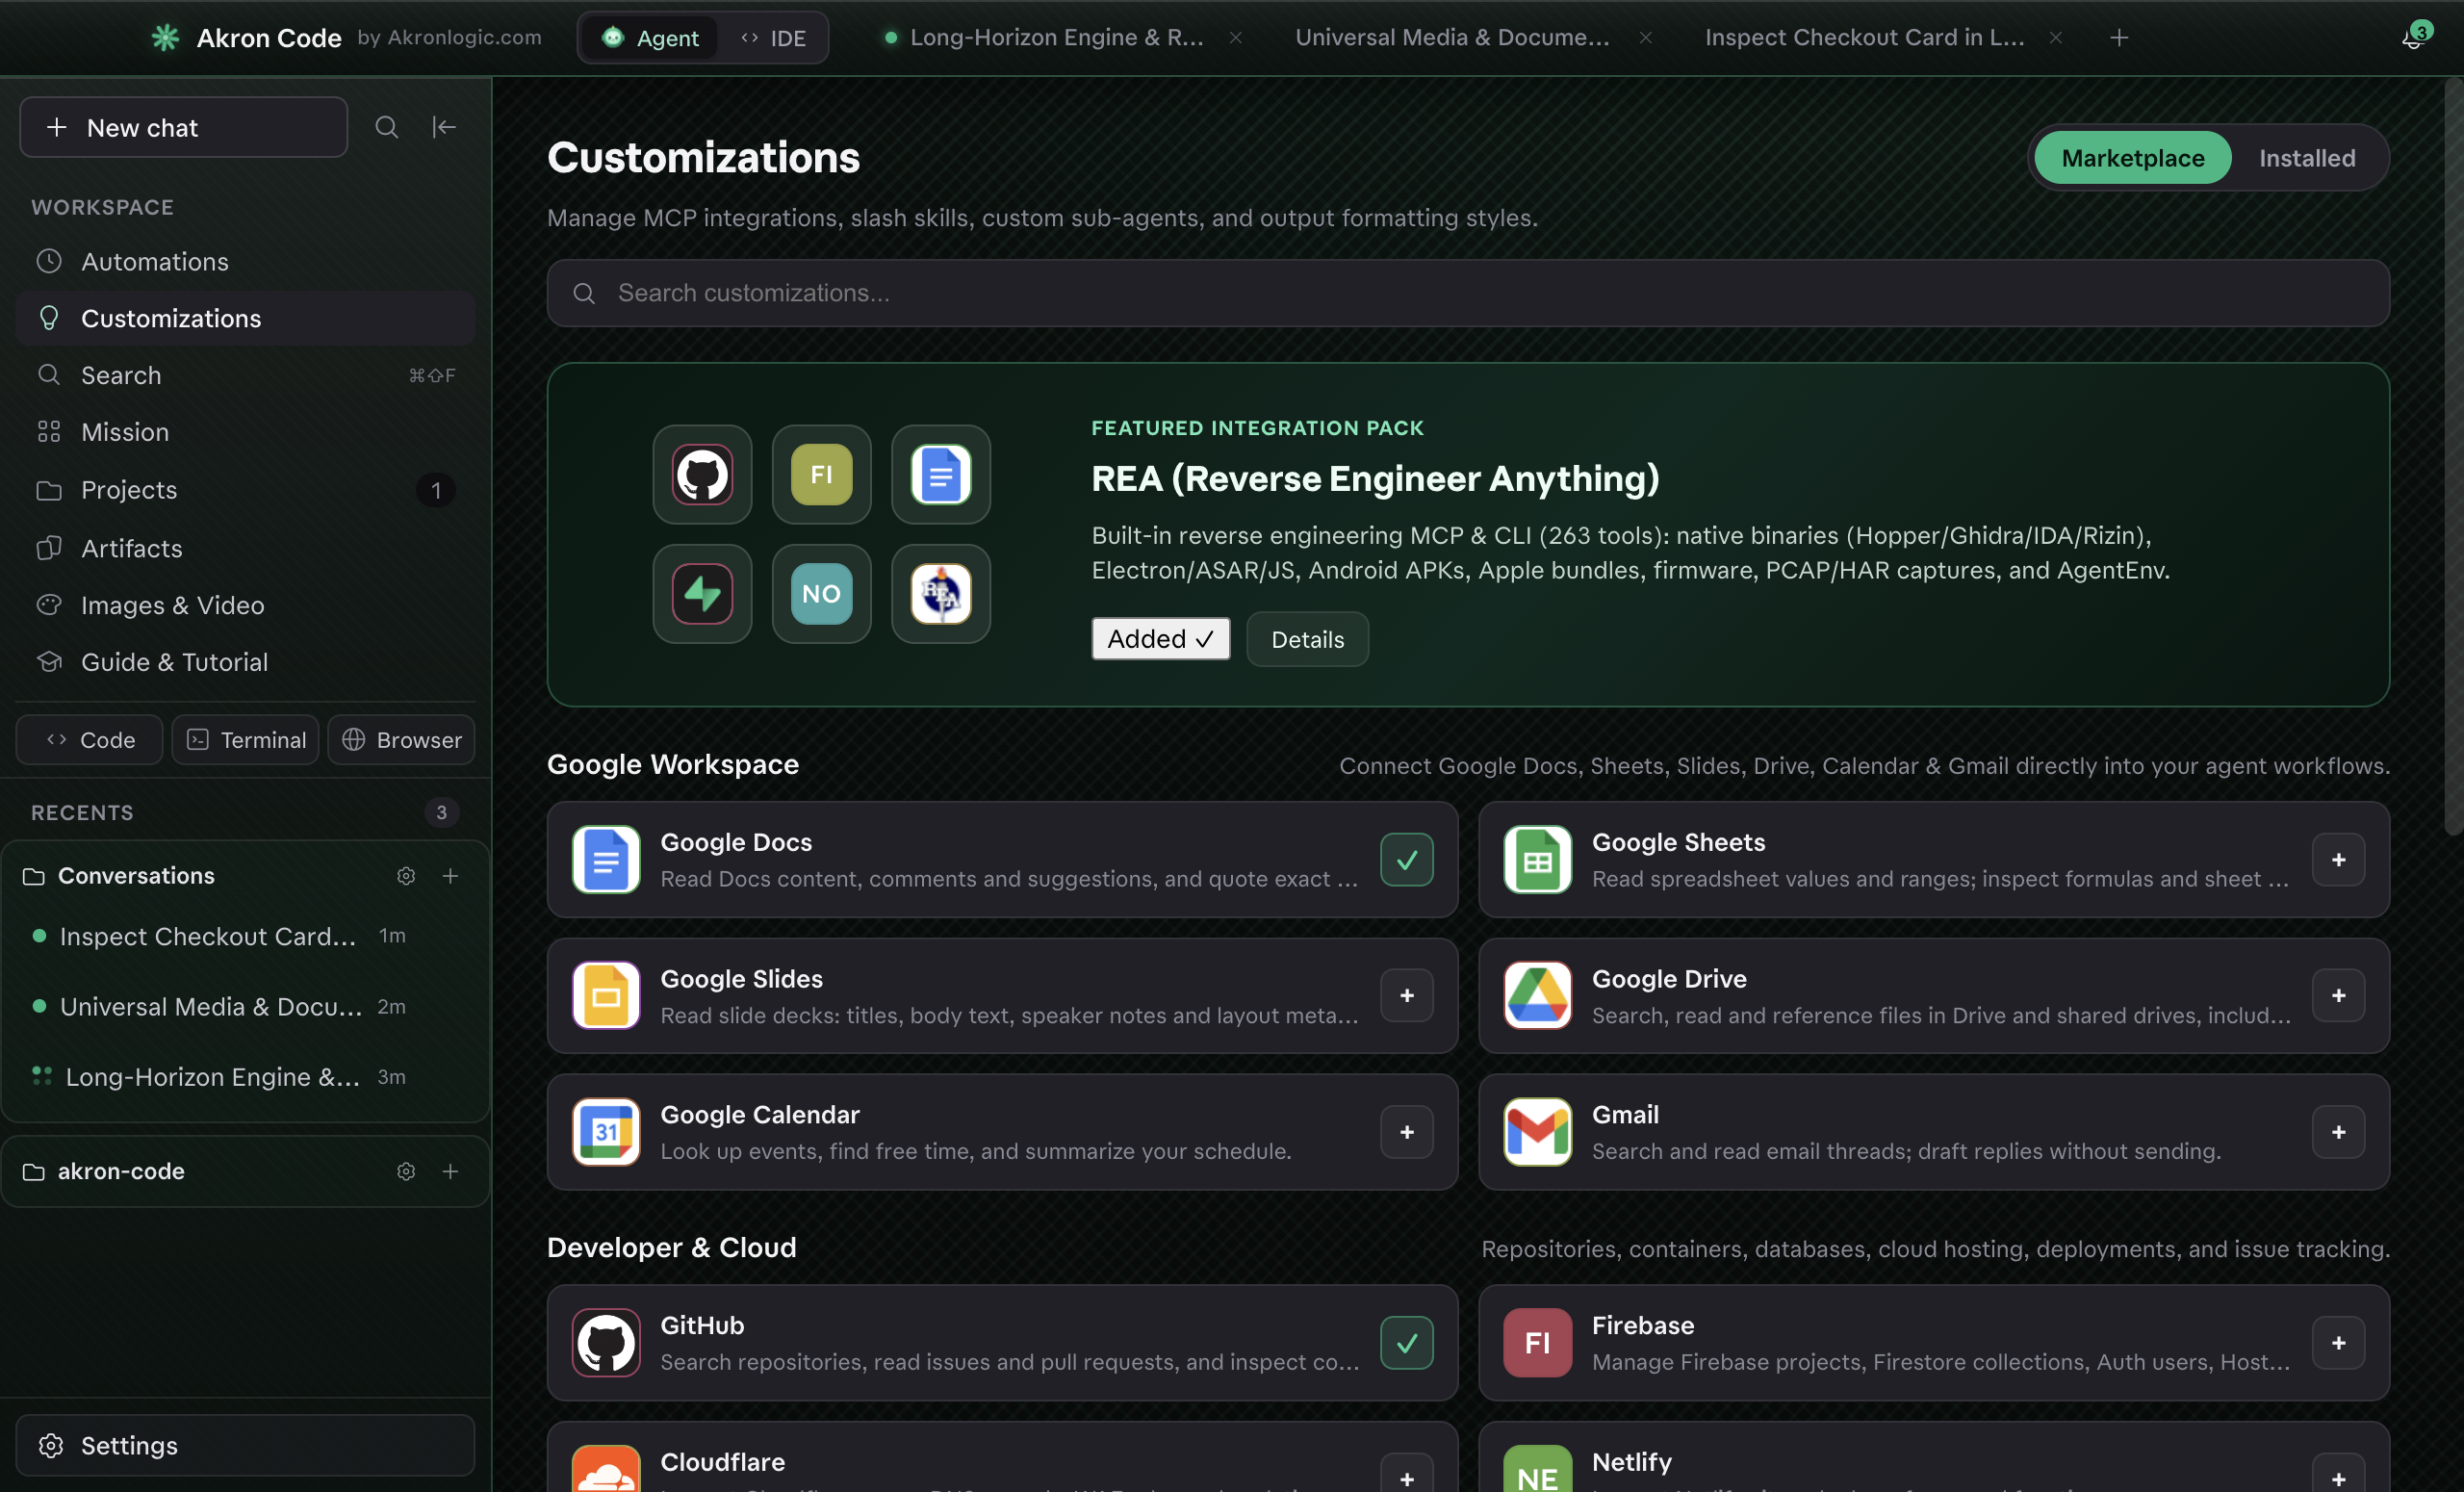 Akron Code by Akronlogic.com
Agent
IDE
Long-Horizon Engine & R...
Universal Media & Docume...
Inspect Checkout Card in L...
3
New chat
WORKSPACE
Automations
Customizations
Search ⌘⇧F
Mission
Projects 1
Artifacts
Images & Video
Guide & Tutorial
Code
Terminal
Browser
RECENTS 3
Conversations
Inspect Checkout Card... 1m
Universal Media & Docu... 2m
Long-Horizon Engine &... 3m
akron-code
Settings
Customizations
Marketplace
Installed
Manage MCP integrations, slash skills, custom sub-agents, and output formatting styles.
Search customizations...
FI
NO
REA
FEATURED INTEGRATION PACK
REA (Reverse Engineer Anything)
Built-in reverse engineering MCP & CLI (263 tools): native binaries (Hopper/Ghidra/IDA/Rizin),
Electron/ASAR/JS, Android APKs, Apple bundles, firmware, PCAP/HAR captures, and AgentEnv.
Added ✓
Details
Google Workspace
Connect Google Docs, Sheets, Slides, Drive, Calendar & Gmail directly into your agent workflows.
Google Docs
Read Docs content, comments and suggestions, and quote exact ...
Google Sheets
Read spreadsheet values and ranges; inspect formulas and sheet ...
Google Slides
Read slide decks: titles, body text, speaker notes and layout meta...
Google Drive
Search, read and reference files in Drive and shared drives, includ...
31
Google Calendar
Look up events, find free time, and summarize your schedule.
Gmail
Search and read email threads; draft replies without sending.
Developer & Cloud
Repositories, containers, databases, cloud hosting, deployments, and issue tracking.
GitHub
Search repositories, read issues and pull requests, and inspect co...
FI
Firebase
Manage Firebase projects, Firestore collections, Auth users, Host...
Cloudflare
NE
Netlify